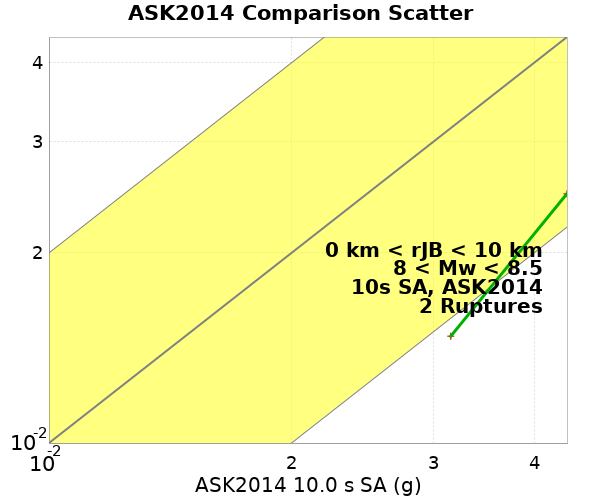 ASK2014 Comparison Scatter
4
3
2
10-2
10-2
2
3
4
0 km < rJB < 10 km
8 < Mw < 8.5
10s SA, ASK2014
2 Ruptures
ASK2014 10.0 s SA (g)